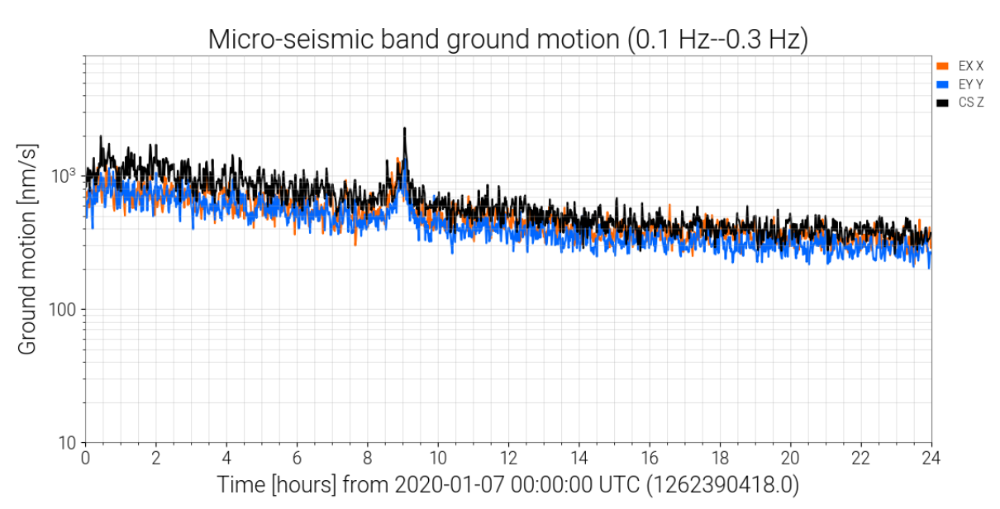 Micro-seismic band ground motion (0.1 Hz--0.3 Hz)
EX X
EY Y
CS Z
Ground motion [nm/s]
10³
100
10
0 2 4 6 8 10 12 14 16 18 20 22 24
Time [hours] from 2020-01-07 00:00:00 UTC (1262390418.0)